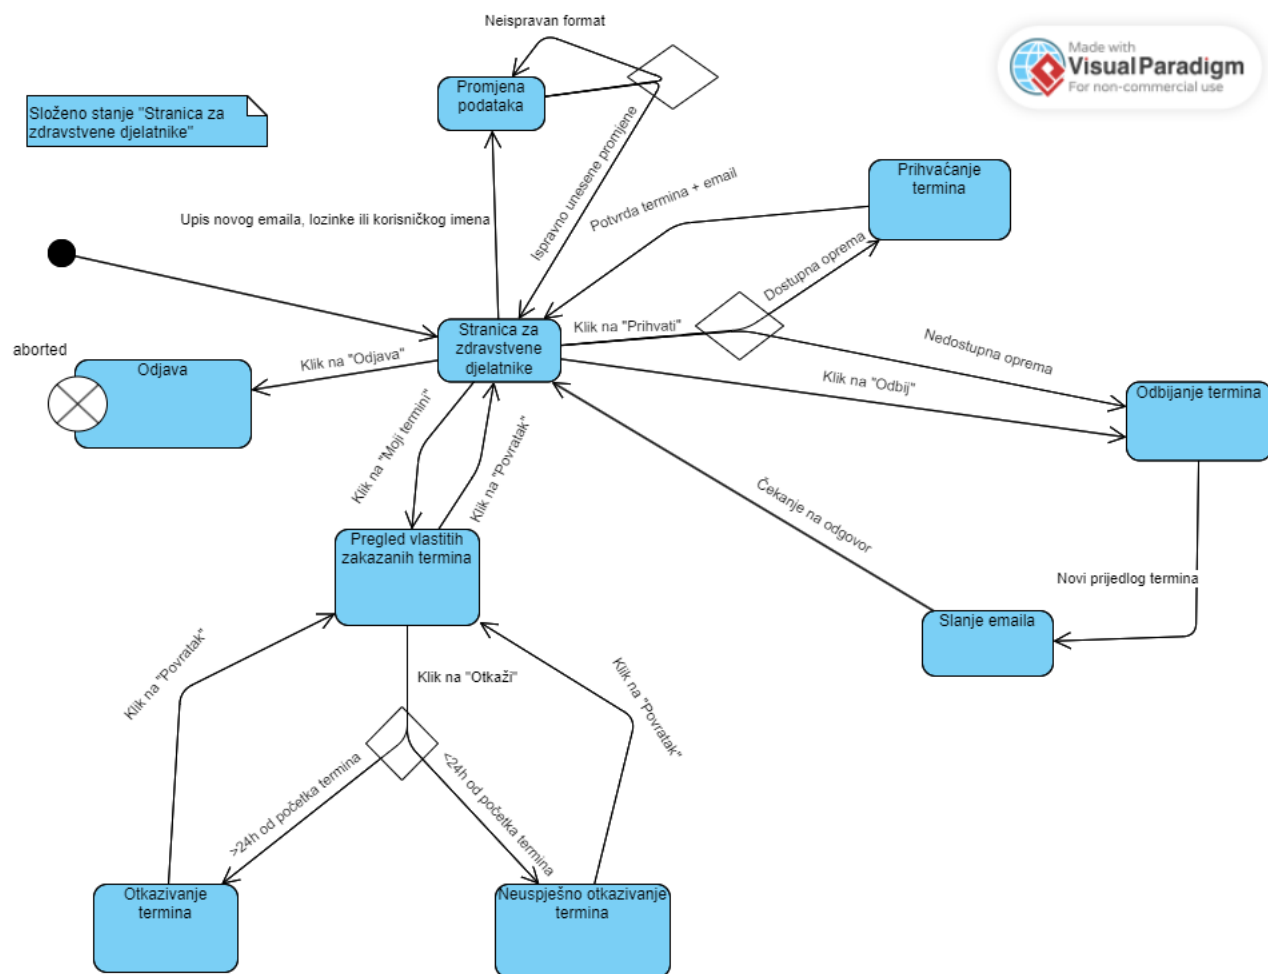 Neispravan format
Made with
VisualParadigm
For non-commercial use
Promjena
podataka
Složeno stanje "Stranica za
zdravstvene djelatnike"
Ispravno unesene promjene
Prihvaćanje
termina
Potvrda termina + email
Upis novog emaila, lozinke ili korisničkog imena
Dostupna oprema
Stranica za
zdravstvene
djelatnike
Klik na "Prihvati"
Nedostupna oprema
aborted
Odjava
Klik na "Odjava"
Klik na "Odbij"
Odbijanje termina
Klik na "Moji termini"
Klik na "Povratak"
Čekanje na odgovor
Pregled vlastitih
zakazanih termina
Novi prijedlog termina
Slanje emaila
Klik na "Povratak"
Klik na "Otkaži"
Klik na "Povratak"
>24h od početka termina
<24h od početka termina
Otkazivanje
termina
Neuspješno otkazivanje
termina